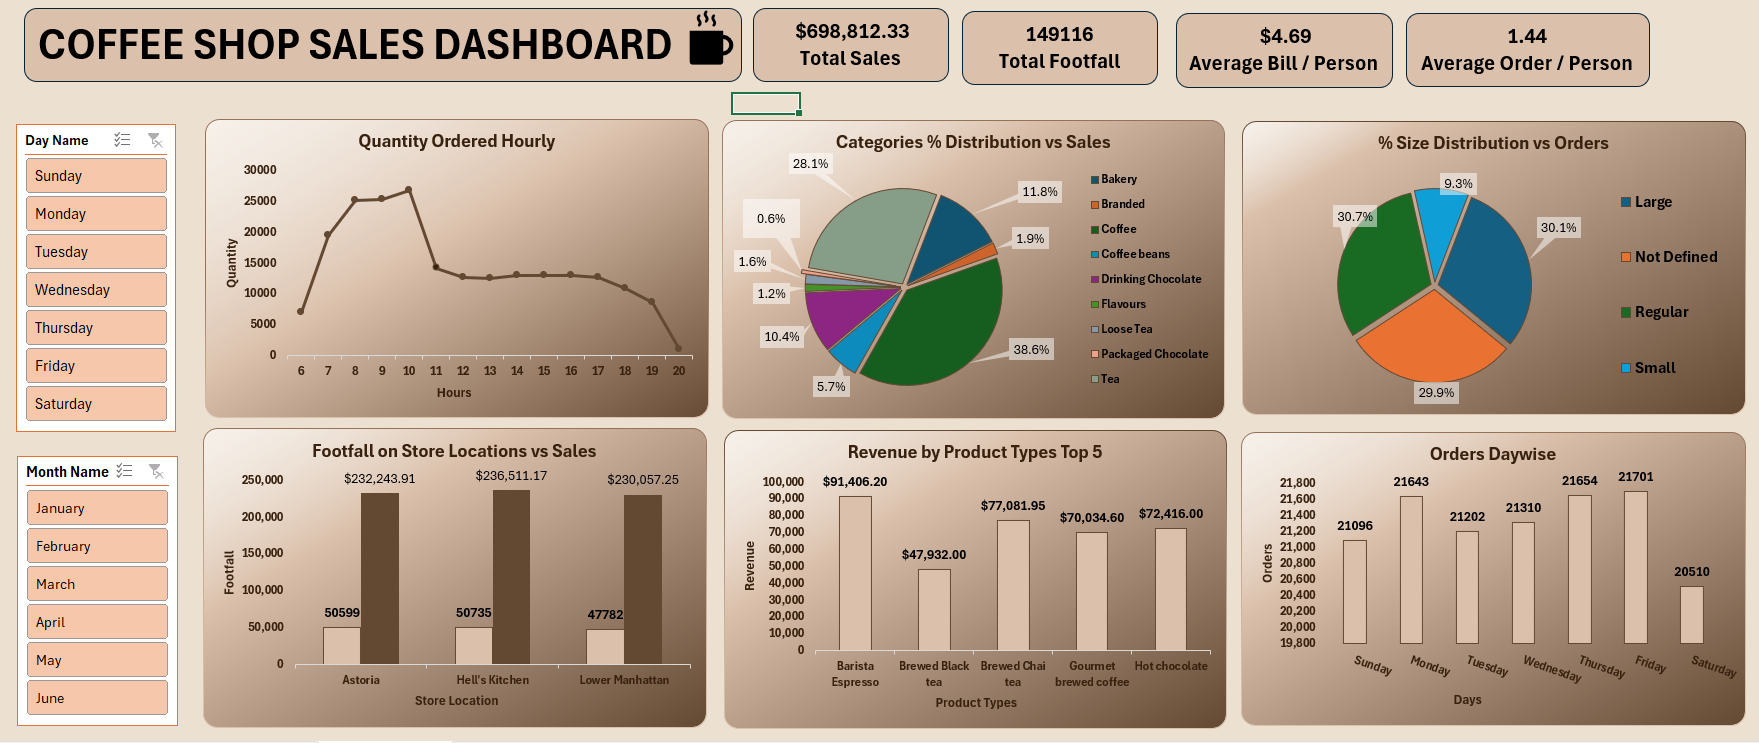 COFFEE SHOP SALES DASHBOARD
$698,812.33
Total Sales
149116
Total Footfall
$4.69
Average Bill / Person
1.44
Average Order / Person
Day Name
Sunday
Monday
Tuesday
Wednesday
Thursday
Friday
Saturday
Month Name
January
February
March
April
May
June
Quantity Ordered Hourly
Quantity
30000
25000
20000
15000
10000
5000
0
6 7 8 9 10 11 12 13 14 15 16 17 18 19 20
Hours
Categories % Distribution vs Sales
28.1%
11.8%
0.6%
1.9%
1.6%
1.2%
10.4%
38.6%
5.7%
Bakery
Branded
Coffee
Coffee beans
Drinking Chocolate
Flavours
Loose Tea
Packaged Chocolate
Tea
% Size Distribution vs Orders
9.3%
30.7%
30.1%
29.9%
Large
Not Defined
Regular
Small
Footfall on Store Locations vs Sales
Footfall
250,000
200,000
150,000
100,000
50,000
0
$232,243.91
$236,511.17
$230,057.25
50599
50735
47782
Astoria
Hell's Kitchen
Lower Manhattan
Store Location
Revenue by Product Types Top 5
Revenue
100,000
90,000
80,000
70,000
60,000
50,000
40,000
30,000
20,000
10,000
0
$91,406.20
$47,932.00
$77,081.95
$70,034.60
$72,416.00
Barista
Espresso
Brewed Black
tea
Brewed Chai
tea
Gourmet
brewed coffee
Hot chocolate
Product Types
Orders Daywise
Orders
21,800
21,600
21,400
21,200
21,000
20,800
20,600
20,400
20,200
20,000
19,800
21096
21643
21202
21310
21654
21701
20510
Sunday
Monday
Tuesday
Wednesday
Thursday
Friday
Saturday
Days